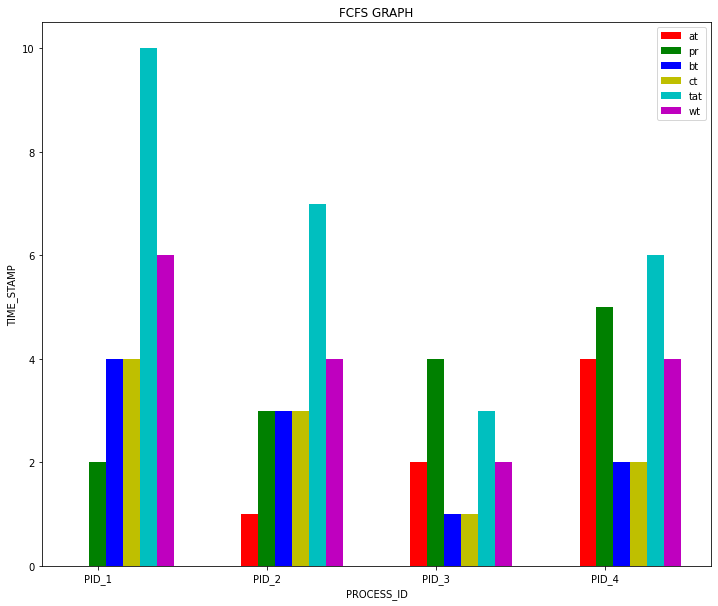 FCFS GRAPH
at
pr
bt
ct
tat
wt
10
8
6
4
2
0
TIME_STAMP
PID_1 PID_2 PID_3 PID_4
PROCESS_ID